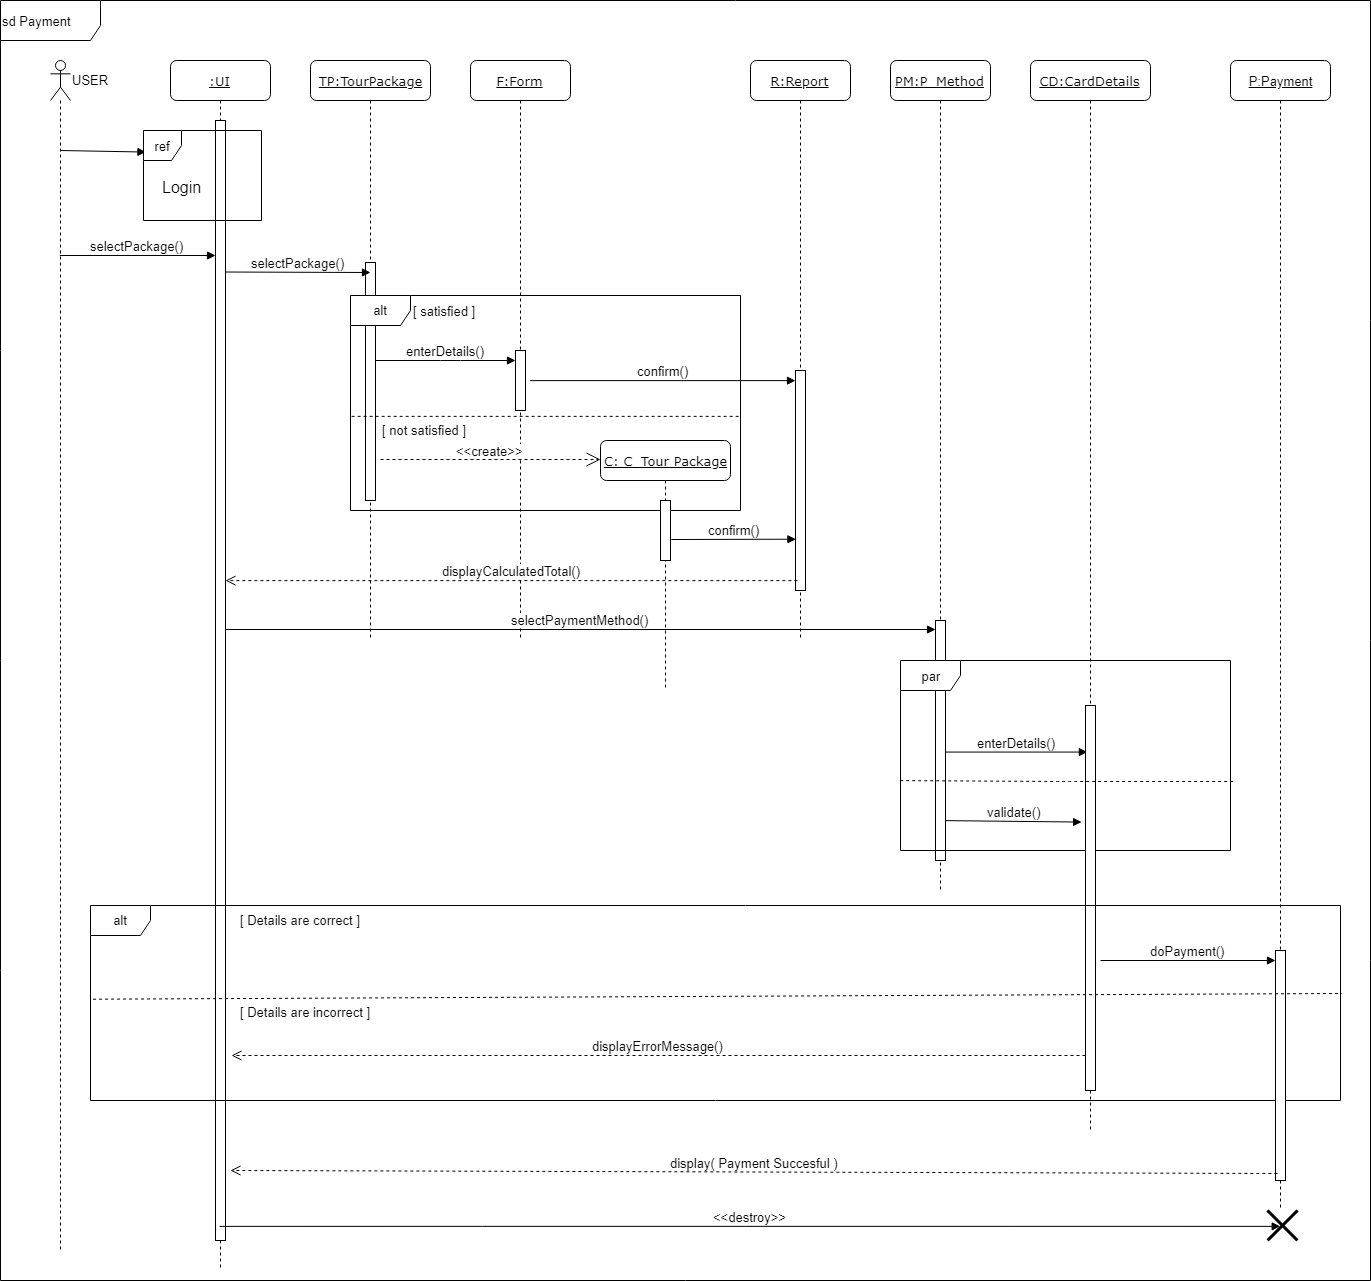 sd Payment
USER
:UI
TP:TourPackage
F:Form
R:Report
PM:P_Method
CD:CardDetails
P:Payment
ref
Login
selectPackage()
selectPackage()
alt
[ satisfied ]
enterDetails()
confirm()
[ not satisfied ]
<<create>>
C: C_Tour Package
confirm()
displayCalculatedTotal()
selectPaymentMethod()
par
enterDetails()
validate()
alt
[ Details are correct ]
doPayment()
[ Details are incorrect ]
displayErrorMessage()
display( Payment Succesful )
<<destroy>>